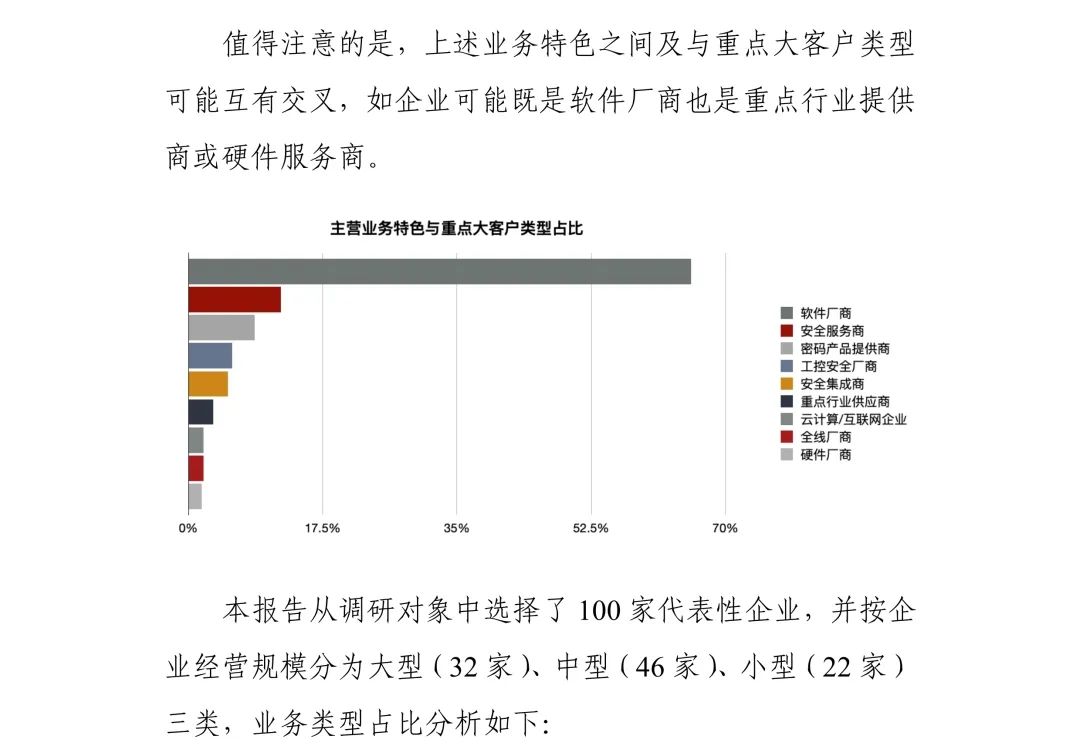 值得注意的是，上述业务特色之间及与重点大客户类型
可能互有交叉，如企业可能既是软件厂商也是重点行业提供
商或硬件服务商。
主营业务特色与重点大客户类型占比
软件厂商
安全服务商
密码产品提供商
工控安全厂商
安全集成商
重点行业供应商
云计算/互联网企业
全线厂商
硬件厂商
0% 17.5% 35% 52.5% 70%
本报告从调研对象中选择了 100 家代表性企业，并按企
业经营规模分为大型（32 家）、中型（46 家）、小型（22 家）
三类，业务类型占比分析如下：